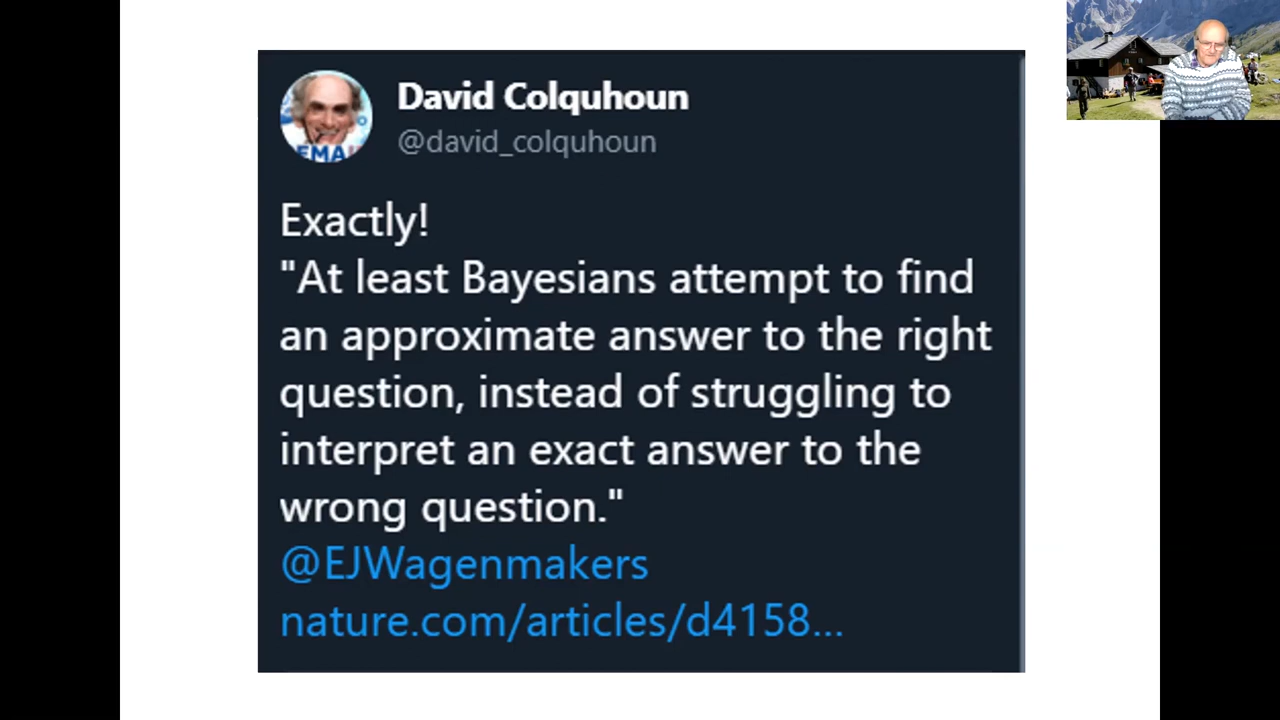 David Colquhoun
@david_colquhoun
Exactly!
"At least Bayesians attempt to find
an approximate answer to the right
question, instead of struggling to
interpret an exact answer to the
wrong question."
@EJWagenmakers
nature.com/articles/d4158...